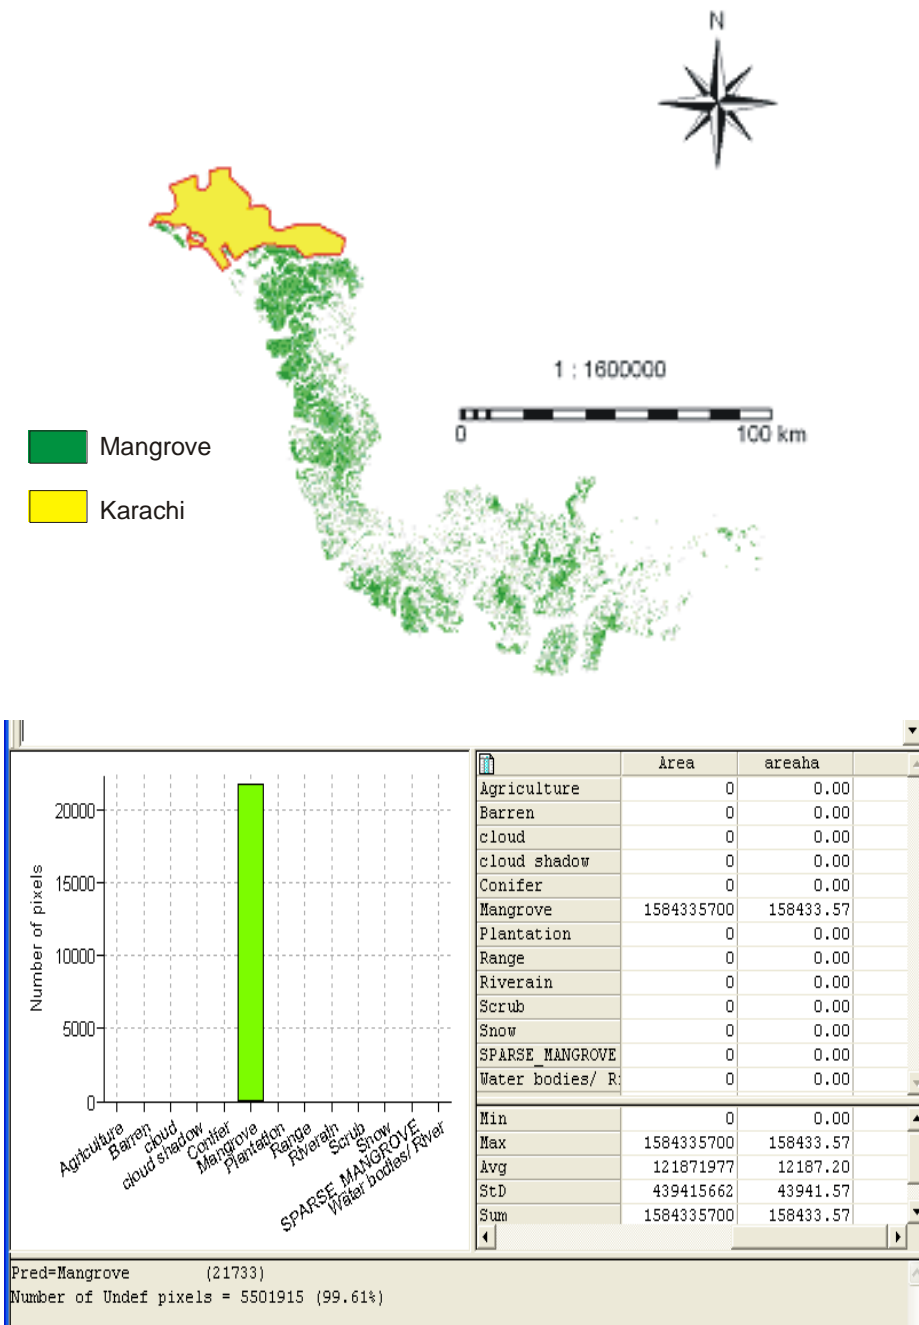 N
1 : 1600000
0 100 km
Mangrove
Karachi
Area areaha
Agriculture 0 0.00
Barren 0 0.00
cloud 0 0.00
cloud shadow 0 0.00
Conifer 0 0.00
Mangrove 1584335700 158433.57
Plantation 0 0.00
Range 0 0.00
Riverain 0 0.00
Scrub 0 0.00
Snow 0 0.00
SPARSE_MANGROVE 0 0.00
Water bodies/ R: 0 0.00
Min 0 0.00
Max 1584335700 158433.57
Avg 121871977 12187.20
StD 439415662 43941.57
Sum 1584335700 158433.57
Number of pixels
20000
15000
10000
5000
0
Agriculture
Barren
cloud
cloud shadow
Conifer
Mangrove
Plantation
Range
Riverain
Scrub
Snow
SPARSE_MANGROVE
Water bodies/ River
Pred=Mangrove (21733)
Number of Undef pixels = 5501915 (99.61%)